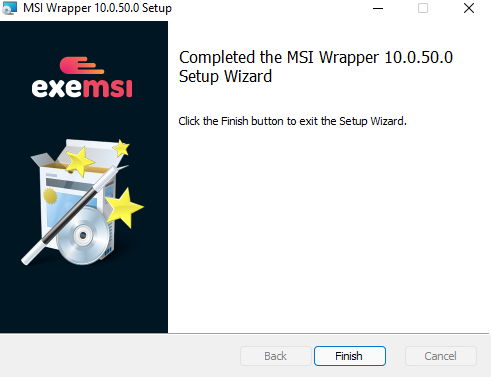 MSI Wrapper 10.0.50.0 Setup
exemsi
Completed the MSI Wrapper 10.0.50.0
Setup Wizard
Click the Finish button to exit the Setup Wizard.
Back
Finish
Cancel